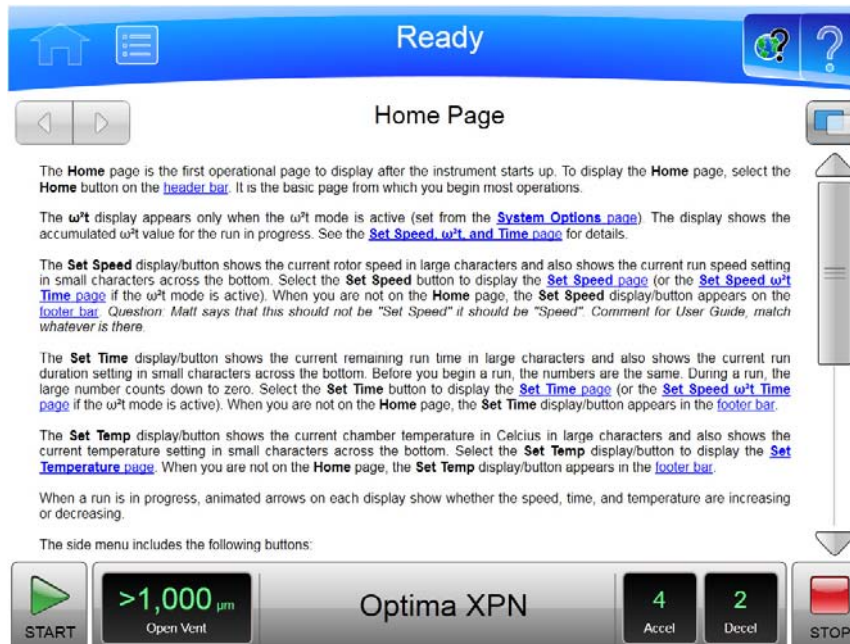 Ready
Home Page
The Home page is the first operational page to display after the instrument starts up. To display the Home page, select the
Home button on the header bar. It is the basic page from which you begin most operations.
The ω²t display appears only when the ω²t mode is active (set from the System Options page). The display shows the
accumulated ω²t value for the run in progress. See the Set Speed, ω²t, and Time page for details.
The Set Speed display/button shows the current rotor speed in large characters and also shows the current run speed setting
in small characters across the bottom. Select the Set Speed button to display the Set Speed page (or the Set Speed ω²t
Time page if the ω²t mode is active). When you are not on the Home page, the Set Speed display/button appears on the
footer bar. Question: Matt says that this should not be "Set Speed" it should be "Speed". Comment for User Guide, match
whatever is there.
The Set Time display/button shows the current remaining run time in large characters and also shows the current run
duration setting in small characters across the bottom. Before you begin a run, the numbers are the same. During a run, the
large number counts down to zero. Select the Set Time button to display the Set Time page (or the Set Speed ω²t Time
page if the ω²t mode is active). When you are not on the Home page, the Set Time display/button appears in the footer bar.
The Set Temp display/button shows the current chamber temperature in Celcius in large characters and also shows the
current temperature setting in small characters across the bottom. Select the Set Temp display/button to display the Set
Temperature page. When you are not on the Home page, the Set Temp display/button appears in the footer bar.
When a run is in progress, animated arrows on each display show whether the speed, time, and temperature are increasing
or decreasing.
The side menu includes the following buttons:
START
>1,000 μm
Open Vent
Optima XPN
4
Accel
2
Decel
STOP